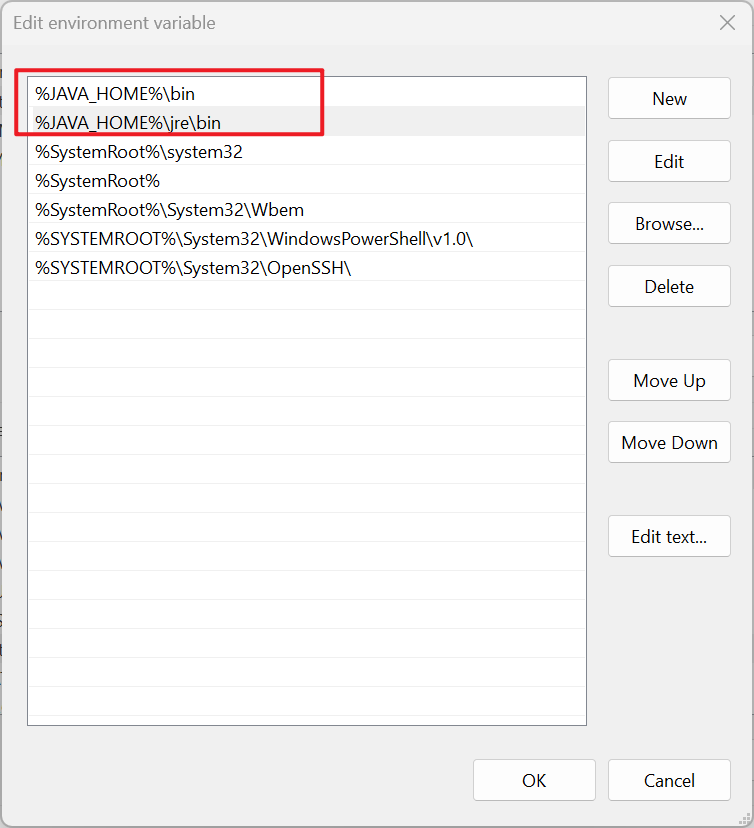 Edit environment variable
%JAVA_HOME%\bin
%JAVA_HOME%\jre\bin
%SystemRoot%\system32
%SystemRoot%
%SystemRoot%\System32\Wbem
%SYSTEMROOT%\System32\WindowsPowerShell\v1.0\
%SYSTEMROOT%\System32\OpenSSH\
New
Edit
Browse...
Delete
Move Up
Move Down
Edit text...
OK
Cancel